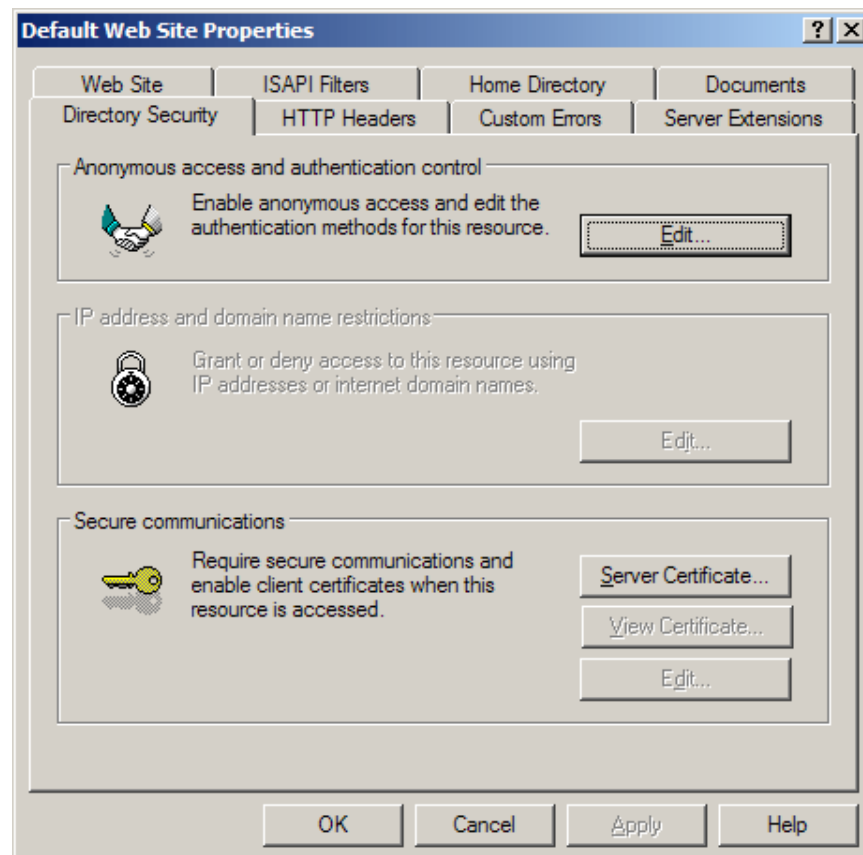 Default Web Site Properties
Web Site ISAPI Filters Home Directory Documents
Directory Security HTTP Headers Custom Errors Server Extensions
Anonymous access and authentication control
Enable anonymous access and edit the
authentication methods for this resource.
Edit...
IP address and domain name restrictions
Grant or deny access to this resource using
IP addresses or internet domain names.
Edit...
Secure communications
Require secure communications and
enable client certificates when this
resource is accessed.
Server Certificate...
View Certificate...
Edit...
OK Cancel Apply Help